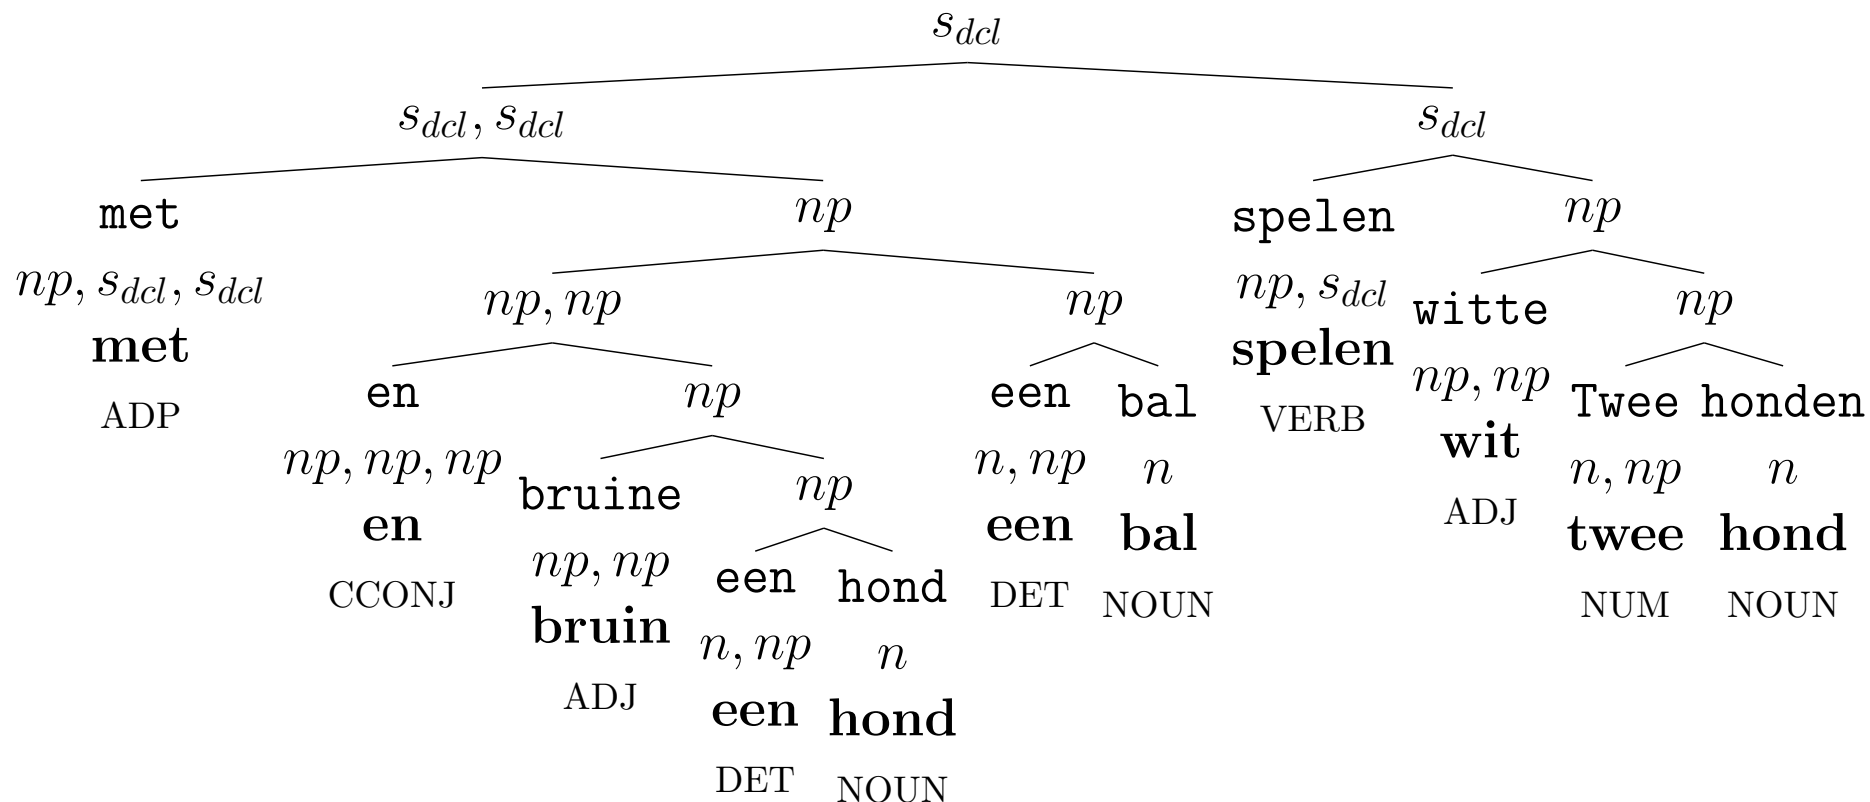 s_dcl
s_dcl, s_dcl s_dcl
met np spelen np
np, s_dcl, s_dcl np, np np np, s_dcl witte np
met en np een bal spelen np, np Twee honden
ADP np, np, np bruine np n, np n VERB wit n, np n
en np, np een hond een bal ADJ twee hond
CCONJ bruin n, np n DET NOUN NUM NOUN
ADJ een hond
DET NOUN